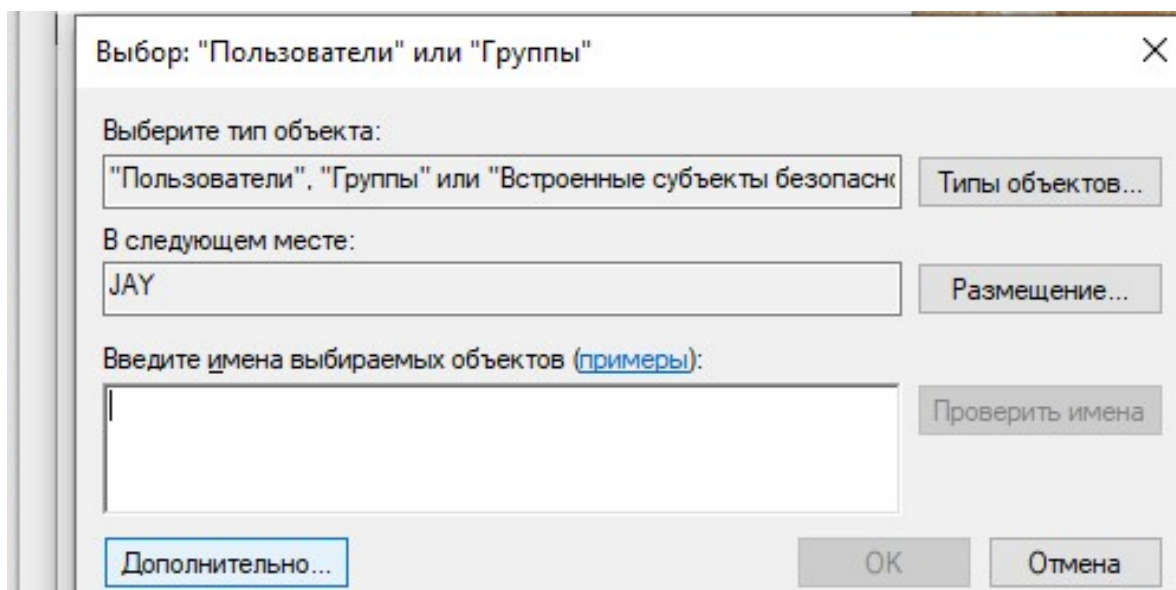 Выбор: "Пользователи" или "Группы"
Выберите тип объекта:
"Пользователи", "Группы" или "Встроенные субъекты безопасно
Типы объектов...
В следующем месте:
JAY
Размещение...
Введите имена выбираемых объектов (примеры):
Проверить имена
Дополнительно...
OK
Отмена